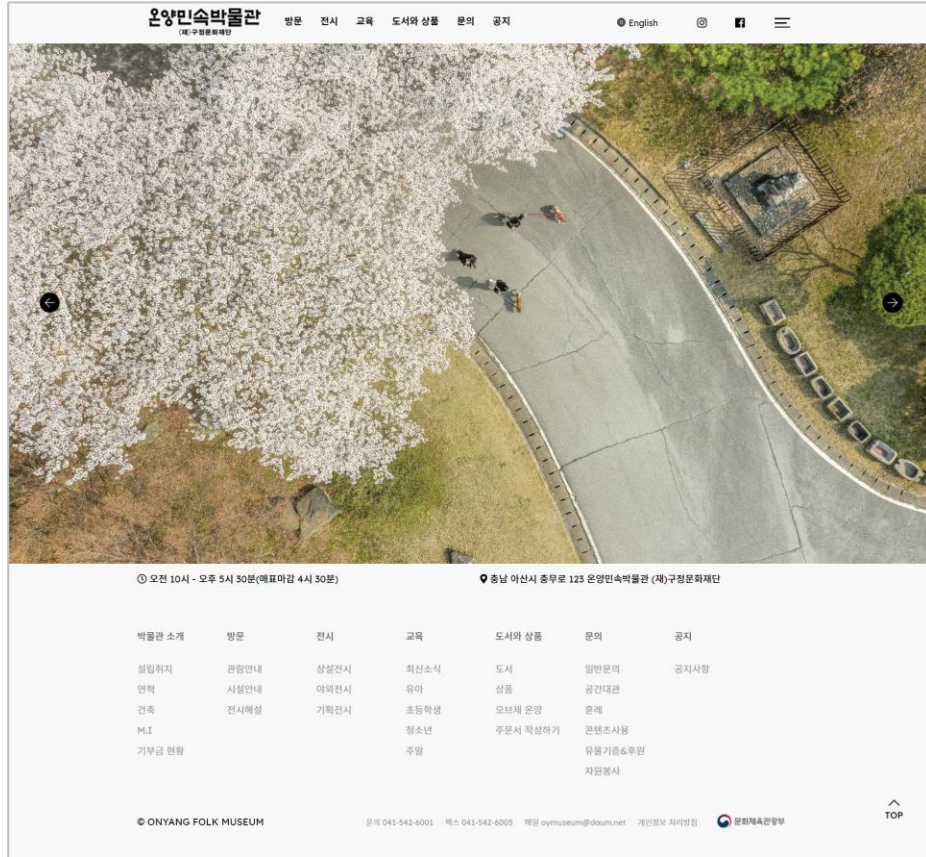 온양민속박물관
(재)구정문화재단
방문 전시 교육 도서와 상품 문의 공지
English
오전 10시 - 오후 5시 30분(매표마감 4시 30분)
충남 아산시 충무로 123 온양민속박물관 (재)구정문화재단
박물관 소개 방문 전시 교육 도서와 상품 문의 공지
설립취지 관람안내 상설전시 최신소식 도서 일반문의 공지사항
연혁 시설안내 야외전시 유아 상품 공간대관
건축 전시해설 기획전시 초등학생 오브제 온양 혼례
M.I 청소년 주문서 작성하기 콘텐츠사용
기부금 현황 주말 유물기증&후원
자원봉사
TOP
© ONYANG FOLK MUSEUM 문의 041-542-6001 팩스 041-542-6005 메일 oymuseum@daum.net 개인정보 처리방침 문화체육관광부